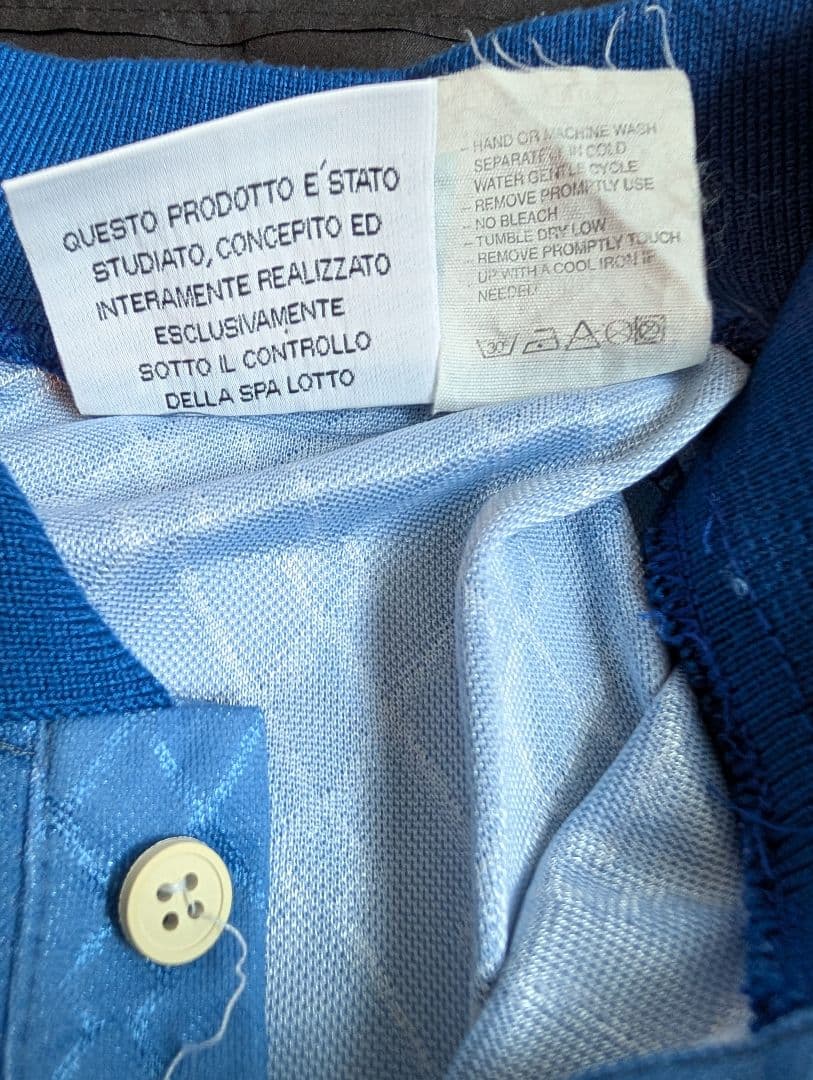 QUESTO PRODOTTO E´STATO
STUDIATO, CONCEPITO ED
INTERAMENTE REALIZZATO
ESCLUSIVAMENTE
SOTTO IL CONTROLLO
DELLA SPA LOTTO
- HAND OR MACHINE WASH
SEPARATELY IN COLD
WATER GENTLE CYCLE
- REMOVE PROMPTLY USE
- NO BLEACH
- TUMBLE DRY LOW
- REMOVE PROMPTLY TOUCH
UP WITH A COOL IRON IF
NEEDED
30°